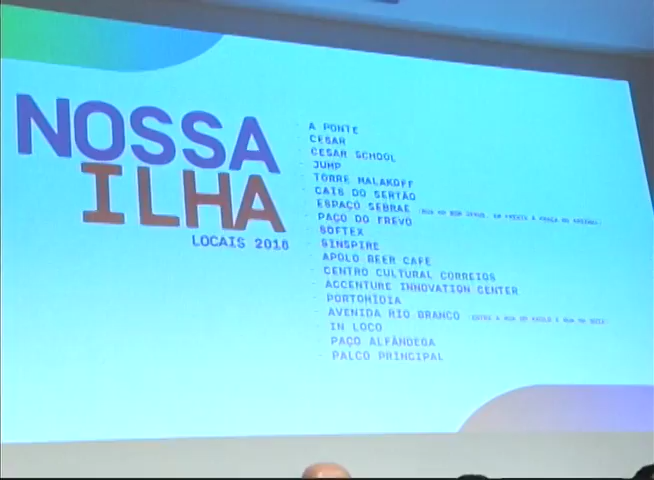 NOSSA
ILHA
LOCAIS 2018
- A PONTE
- CESAR
- CESAR SCHOOL
- JUMP
- TORRE MALAKOFF
- CAIS DO SERTÃO
- ESPAÇO SEBRAE
- PAÇO DO FREVO
- SOFTEX
- SINSPIRE
- APOLO BEER CAFE
- CENTRO CULTURAL CORREIOS
- ACCENTURE INNOVATION CENTER
- PORTOMÍDIA
- AVENIDA RIO BRANCO
- IN LOCO
- PAÇO ALFÂNDEGA
- PALCO PRINCIPAL